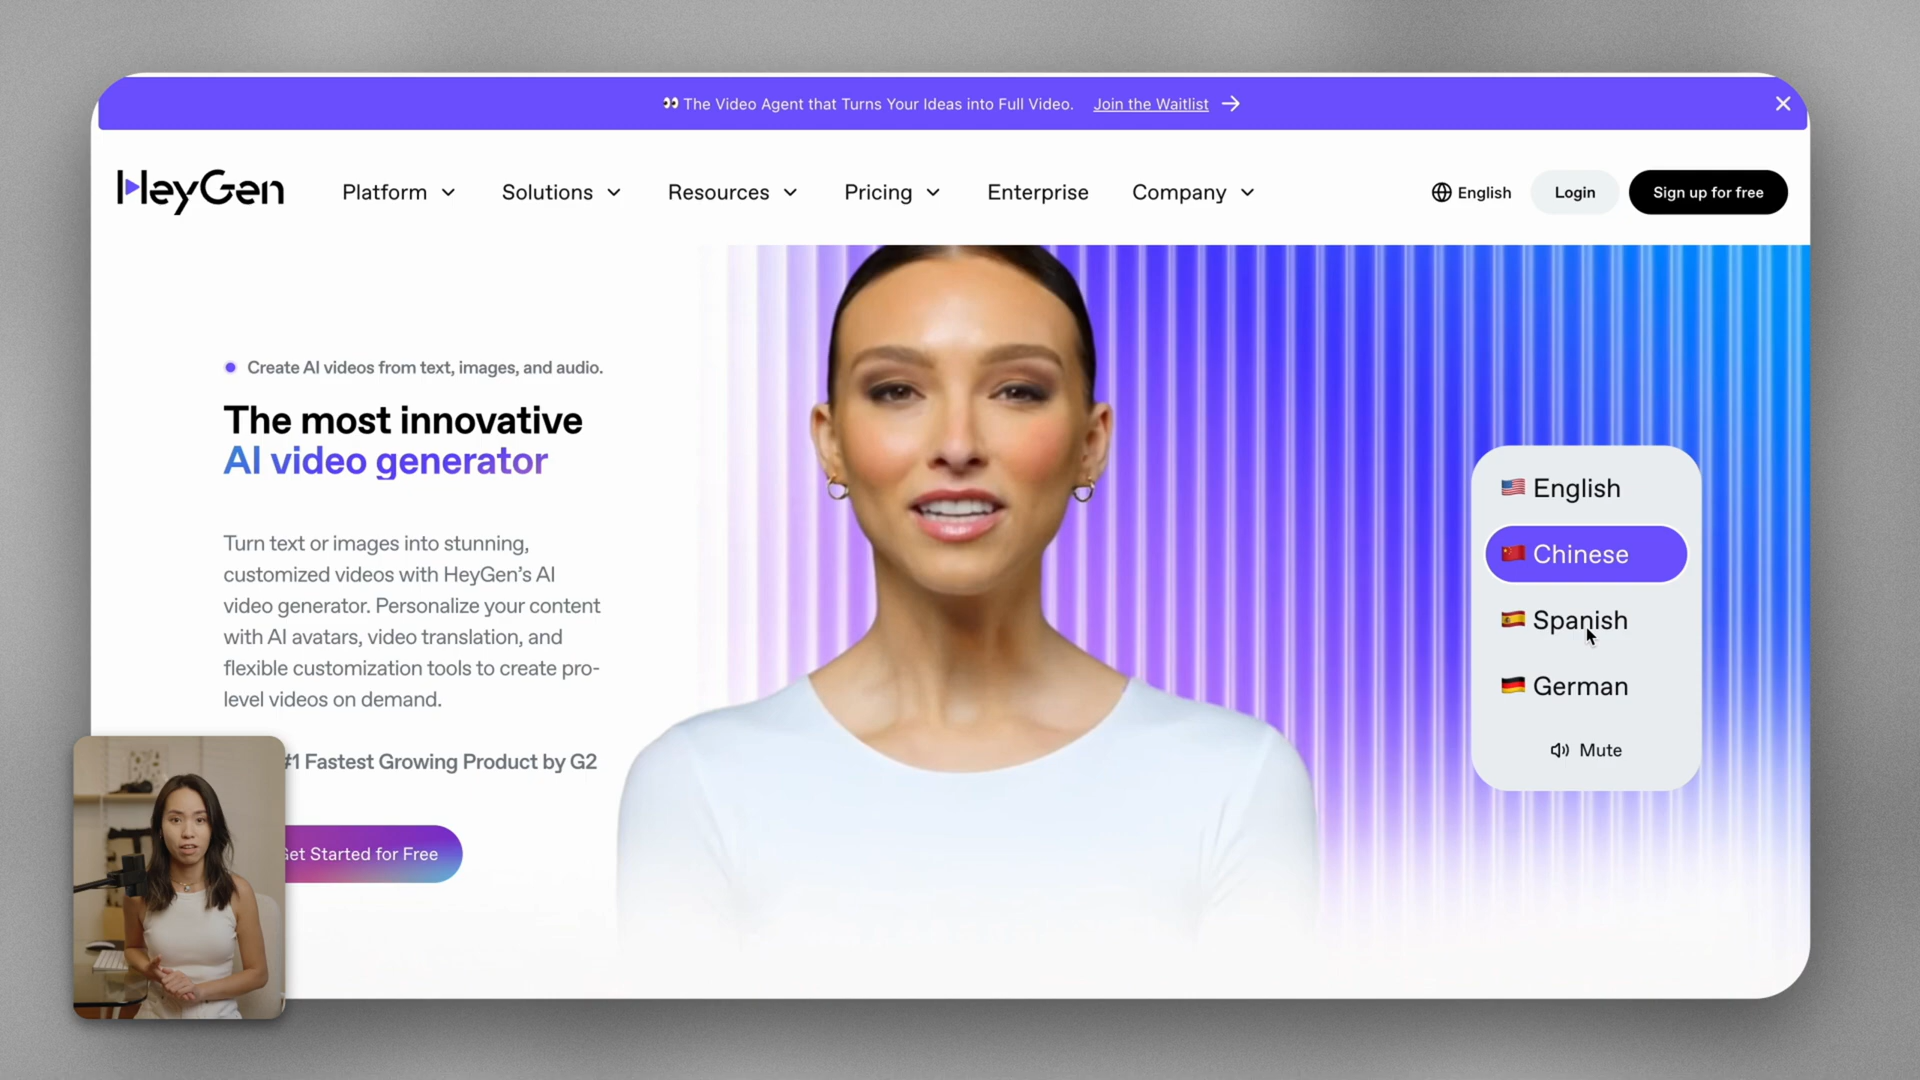 👀 The Video Agent that Turns Your Ideas into Full Video. Join the Waitlist →
HeyGen
Platform
Solutions
Resources
Pricing
Enterprise
Company
English
Login
Sign up for free
Create AI videos from text, images, and audio.
The most innovative
AI video generator
Turn text or images into stunning,
customized videos with HeyGen’s AI
video generator. Personalize your content
with AI avatars, video translation, and
flexible customization tools to create pro-
level videos on demand.
#1 Fastest Growing Product by G2
Get Started for Free
English
Chinese
Spanish
German
Mute